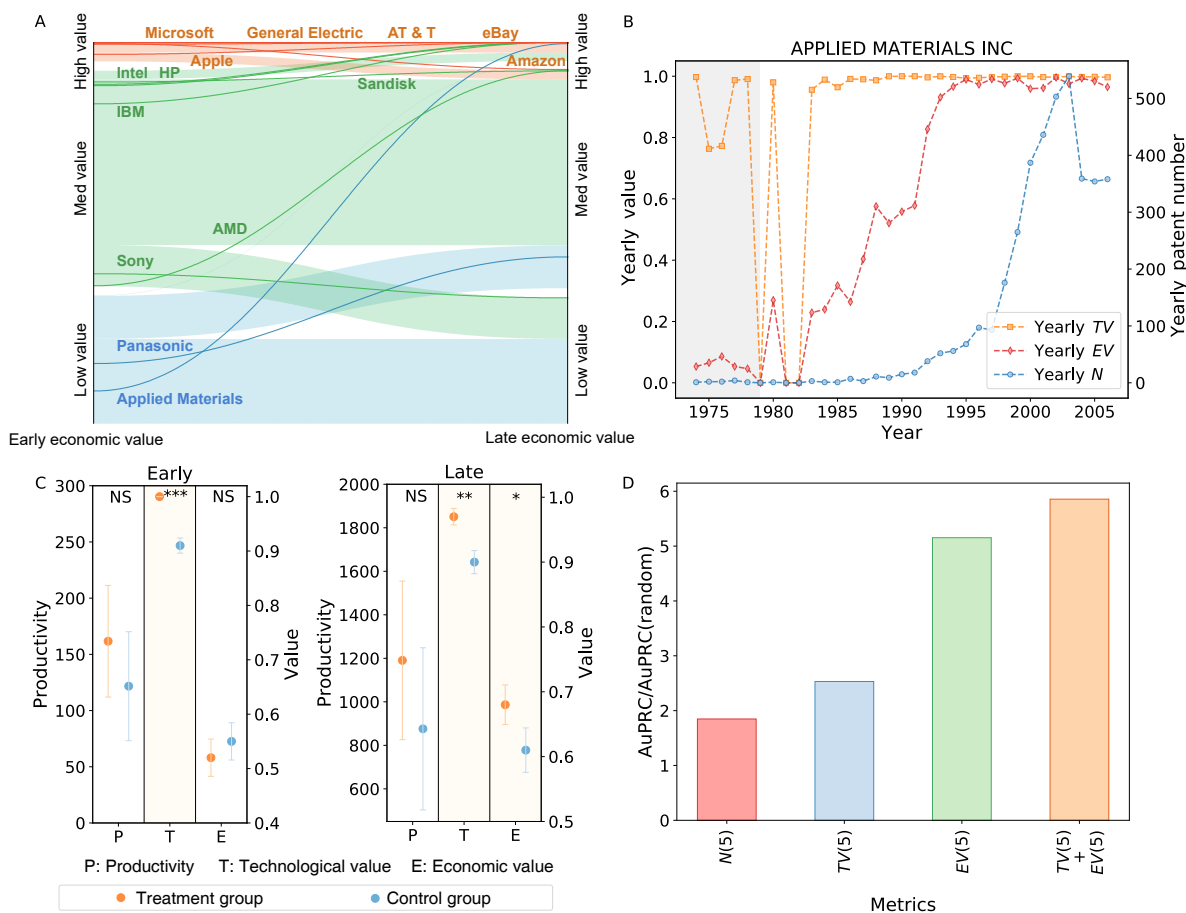 A
High value
Med value
Low value
Microsoft General Electric AT & T eBay
Apple Amazon
Intel HP Sandisk
IBM
AMD
Sony
Panasonic
Applied Materials
High value
Med value
Low value
Early economic value Late economic value
B
APPLIED MATERIALS INC
Yearly value
1.0
0.8
0.6
0.4
0.2
0.0
Yearly patent number
500
400
300
200
100
0
Yearly TV
Yearly EV
Yearly N
1975 1980 1985 1990 1995 2000 2005
Year
C
Early
Productivity
300
250
200
150
100
50
0
NS *** NS
1.0
0.9
0.8
0.7
0.6
0.5
0.4
Value
P T E
Late
Productivity
2000
1800
1600
1400
1200
1000
800
600
NS ** *
1.0
0.9
0.8
0.7
0.6
0.5
Value
P T E
P: Productivity T: Technological value E: Economic value
Treatment group Control group
D
AuPRC/AuPRC(random)
6
5
4
3
2
1
0
N(5)
TV(5)
EV(5)
TV(5)
+
EV(5)
Metrics